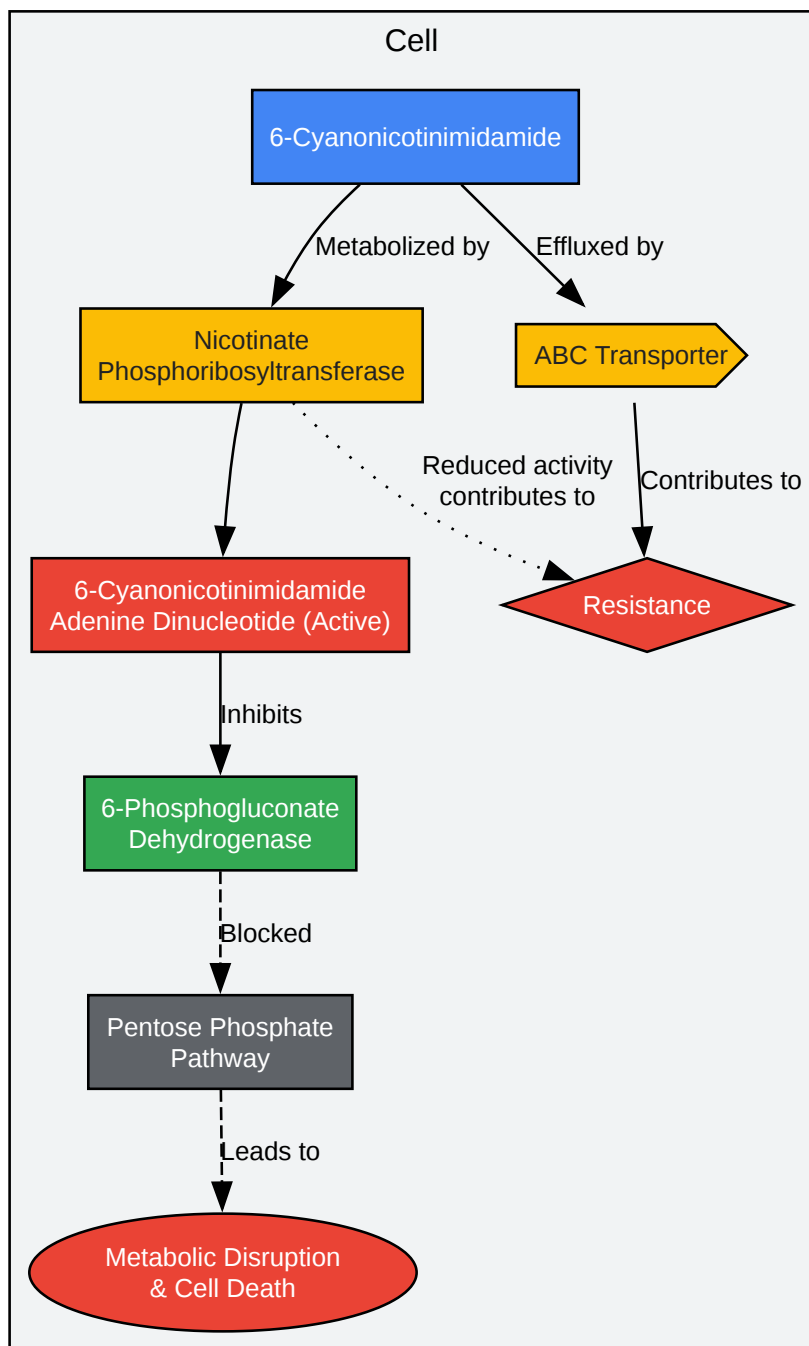 Cell
6-Cyanonicotinimidamide
Metabolized by
Effluxed by
Nicotinate
Phosphoribosyltransferase
ABC Transporter
Reduced activity
contributes to
Contributes to
6-Cyanonicotinimidamide
Adenine Dinucleotide (Active)
Resistance
Inhibits
6-Phosphogluconate
Dehydrogenase
Blocked
Pentose Phosphate
Pathway
Leads to
Metabolic Disruption
& Cell Death